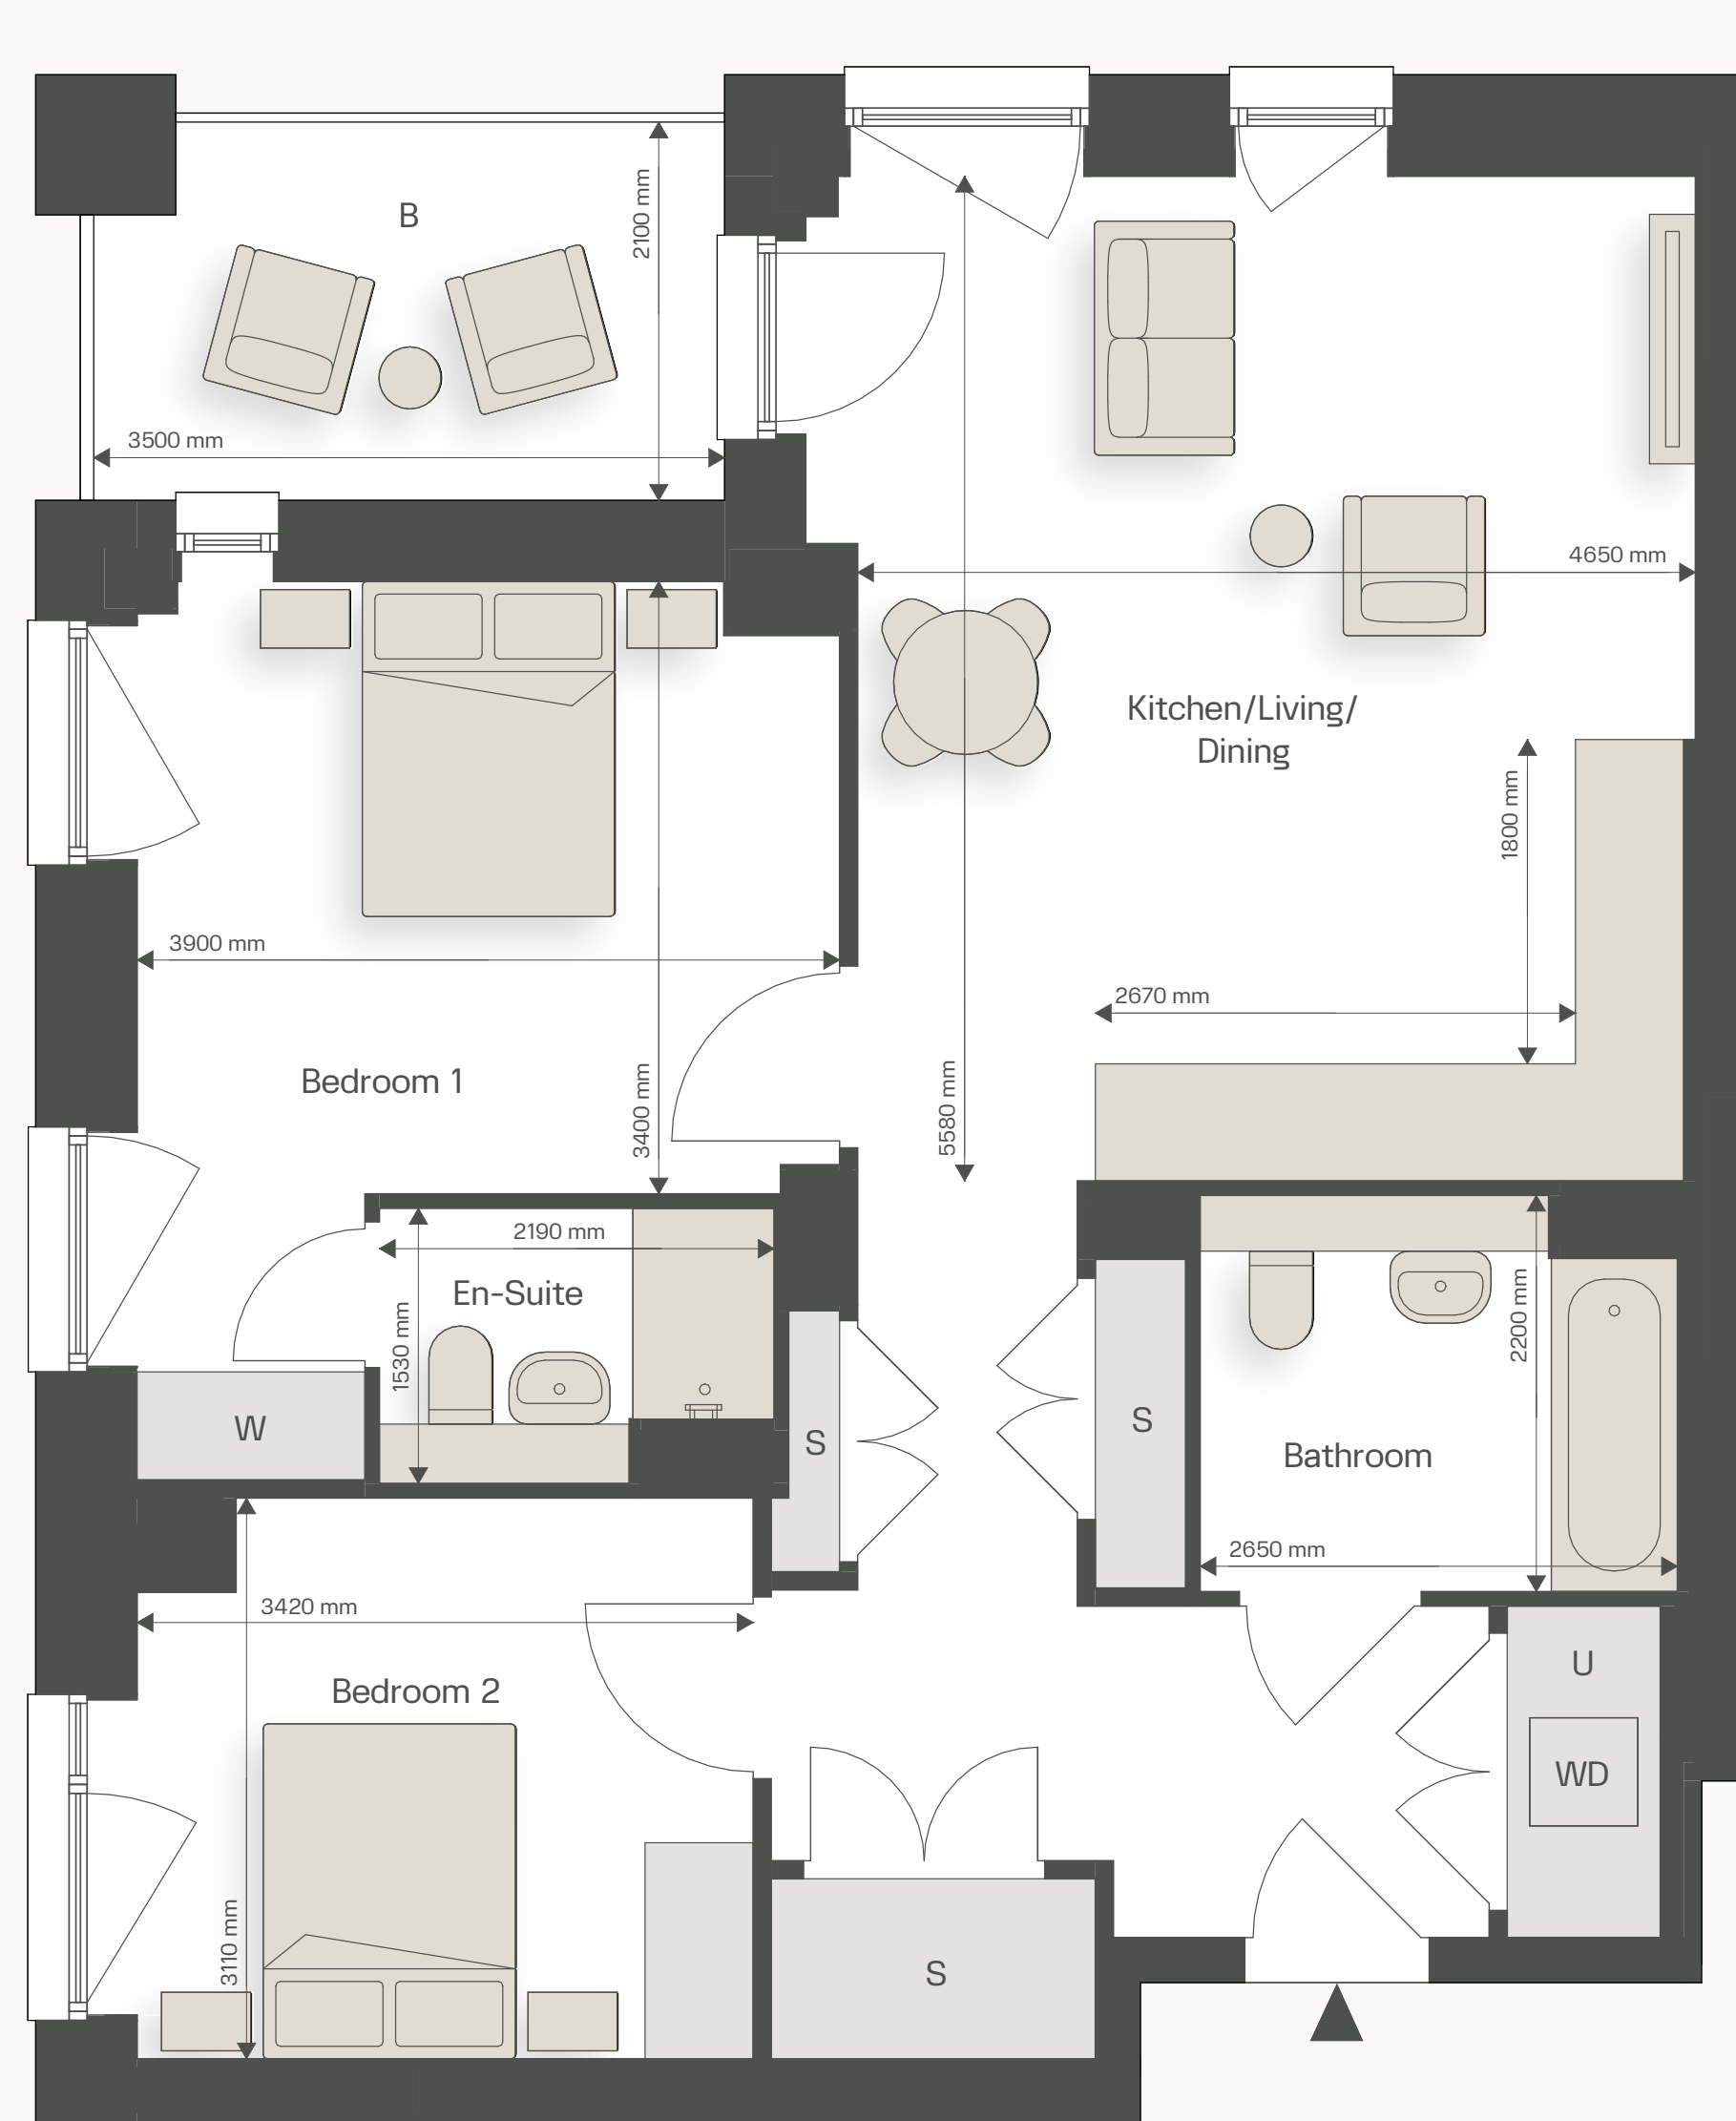 B
2100 mm
3500 mm
4650 mm
Kitchen/Living/
Dining
1800 mm
3900 mm
2670 mm
Bedroom 1
3400 mm
5580 mm
2190 mm
En-Suite
1530 mm
2200 mm
W
S
S
Bathroom
2650 mm
3420 mm
U
Bedroom 2
WD
3110 mm
S